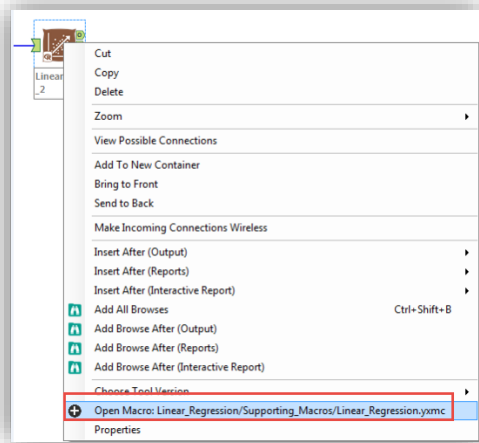 Linear
_2
Cut
Copy
Delete
Zoom
View Possible Connections
Add To New Container
Bring to Front
Send to Back
Make Incoming Connections Wireless
Insert After (Output)
Insert After (Reports)
Insert After (Interactive Report)
Add All Browses Ctrl+Shift+B
Add Browse After (Output)
Add Browse After (Reports)
Add Browse After (Interactive Report)
Choose Tool Version
Open Macro: Linear_Regression/Supporting_Macros/Linear_Regression.yxmc
Properties